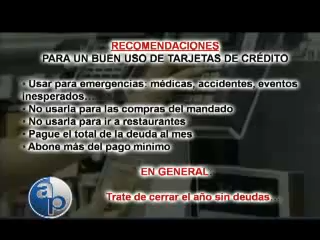 RECOMENDACIONES
PARA UN BUEN USO DE TARJETAS DE CRÉDITO
- Usar para emergencias: médicas, accidentes, eventos
inesperados...
- No usarla para las compras del mandado
- No usarla para ir a restaurantes
- Pague el total de la deuda al mes
- Abone más del pago minimo
EN GENERAL
Trate de cerrar el año sin deudas
ap